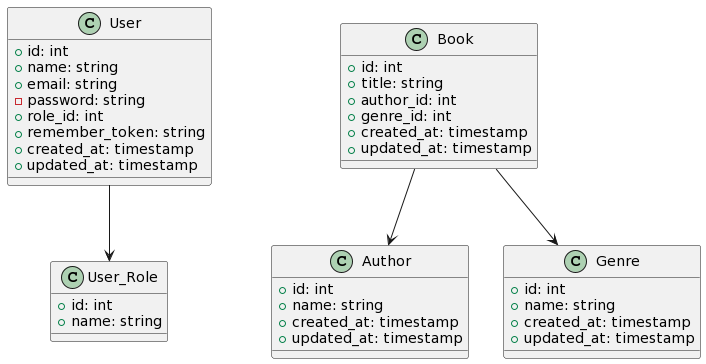 C User
id: int
name: string
email: string
password: string
role_id: int
remember_token: string
created_at: timestamp
updated_at: timestamp
C Book
id: int
title: string
author_id: int
genre_id: int
created_at: timestamp
updated_at: timestamp
C User_Role
id: int
name: string
C Author
id: int
name: string
created_at: timestamp
updated_at: timestamp
C Genre
id: int
name: string
created_at: timestamp
updated_at: timestamp